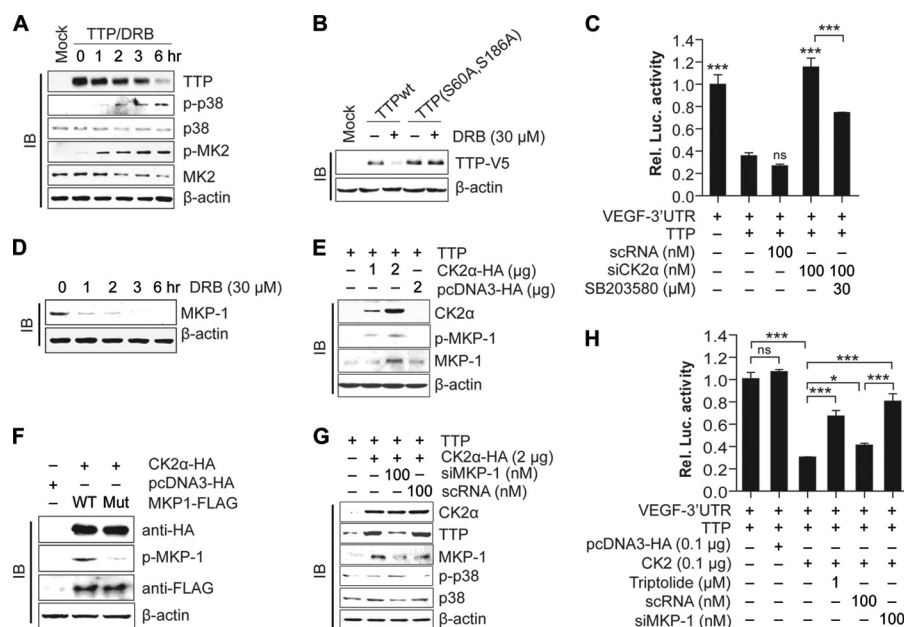 A
Mock
TTP/DRB
0 1 2 3 6 hr
TTP
p-p38
p38
p-MK2
MK2
β-actin
IB
B
Mock
TTPwt
TTP(S60A,S186A)
– + – + DRB (30 µM)
TTP-V5
β-actin
IB
C
Rel. Luc. activity
1.4
1.2
1.0
0.8
0.6
0.4
0.2
0.0
*** ns *** ***
VEGF-3'UTR + + + + +
TTP – + + + +
scRNA (nM) – – 100 – –
siCK2α (nM) – – – 100 100
SB203580 (µM) – – – – 30
D
0 1 2 3 6 hr DRB (30 µM)
MKP-1
β-actin
IB
E
+ + + + TTP
– 1 2 – CK2α-HA (µg)
– – – 2 pcDNA3-HA (µg)
CK2α
p-MKP-1
MKP-1
β-actin
IB
F
– + + CK2α-HA
+ – – pcDNA3-HA
– WT Mut MKP1-FLAG
anti-HA
p-MKP-1
anti-FLAG
β-actin
IB
G
+ + + + TTP
– + + + CK2α-HA (2 µg)
– – 100 – siMKP-1 (nM)
– – – 100 scRNA (nM)
CK2α
TTP
MKP-1
p-p38
p38
β-actin
IB
H
Rel. Luc. activity
1.4
1.2
1.0
0.8
0.6
0.4
0.2
0.0
***
ns
***
*
***
***
VEGF-3'UTR + + + + + +
TTP + + + + + +
pcDNA3-HA (0.1 µg) – + – – – –
CK2 (0.1 µg) – – + + + +
Triptolide (µM) – – – 1 – –
scRNA (nM) – – – – 100 –
siMKP-1 (nM) – – – – – 100